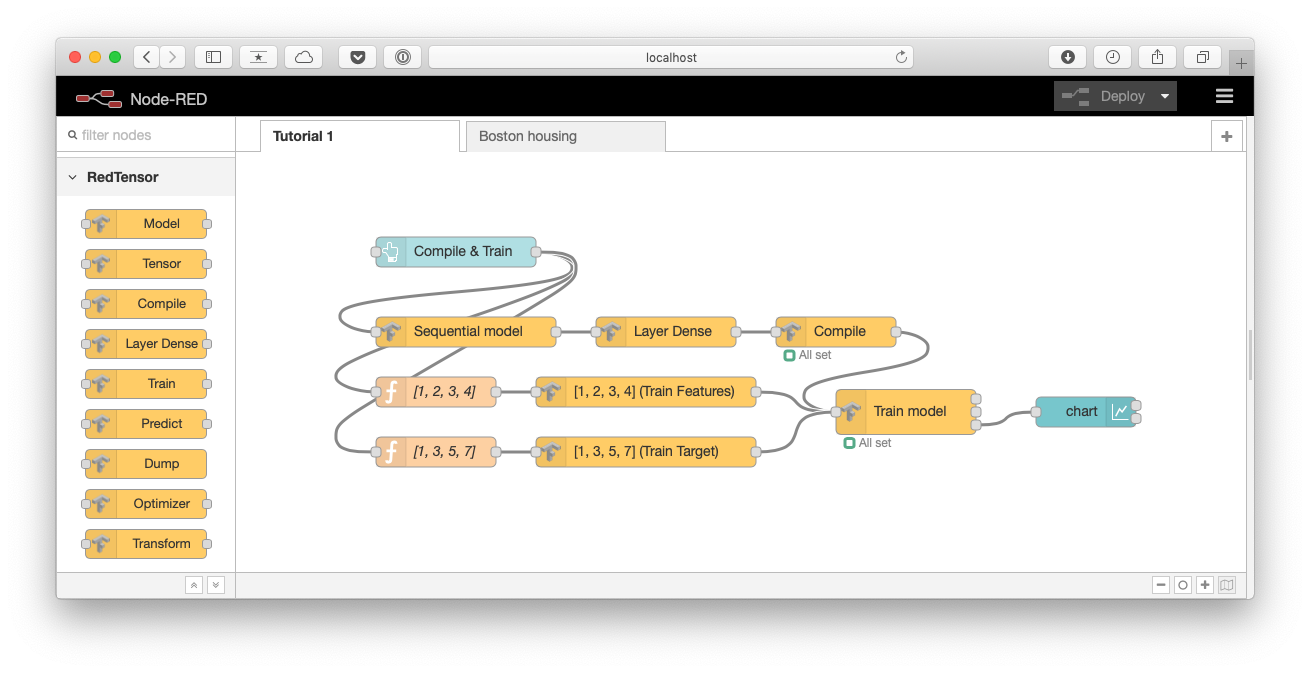 localhost
Node-RED
Deploy
filter nodes
Tutorial 1
Boston housing
RedTensor
Model
Tensor
Compile
Layer Dense
Train
Predict
Dump
Optimizer
Transform
Compile & Train
Sequential model
Layer Dense
Compile
All set
[1, 2, 3, 4]
[1, 2, 3, 4] (Train Features)
Train model
All set
chart
[1, 3, 5, 7]
[1, 3, 5, 7] (Train Target)